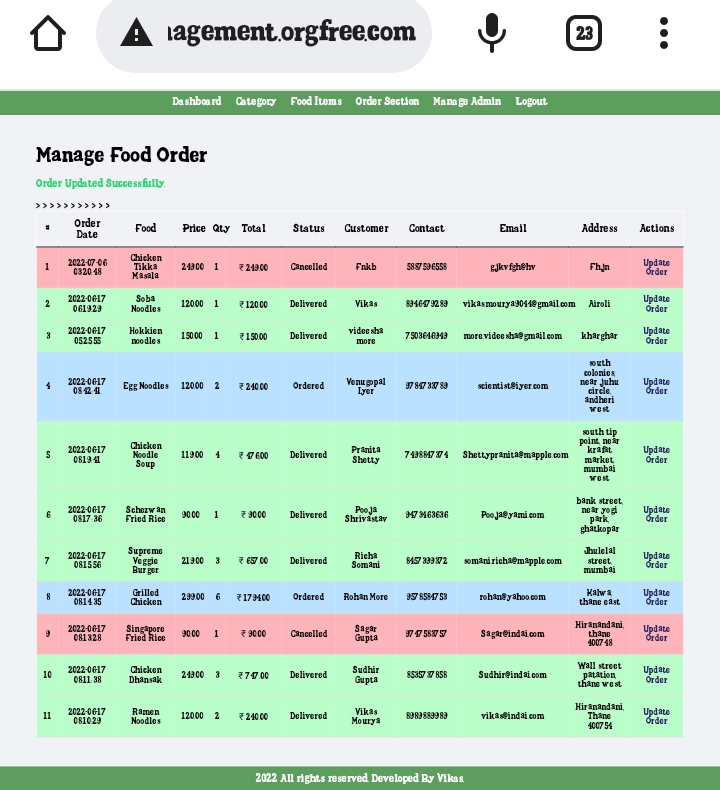 nagement.orgfree.com 23
Dashboard Category Food Items Order Section Manage Admin Logout
Manage Food Order
Order Updated Successfully.
> > > > > > > > > > >
# Order Date Food Price Qty Total Status Customer Contact Email Address Actions
1 2022-07-06 03:20:48 Chicken Tikka Masala 249.00 1 ₹ 249.00 Cancelled Fnkb 5887596558 gjkvfgh@hv Fhjn Update Order
2 2022-06-17 06:19:29 Soba Noodles 120.00 1 ₹ 120.00 Delivered Vikas 8946479289 vikasmourya9044@gmail.com Airoli Update Order
3 2022-06-17 05:25:55 Hokkien noodles 150.00 1 ₹ 150.00 Delivered videesha more 7503646949 more.videesha@gmail.com kharghar Update Order
4 2022-06-17 08:42:41 Egg Noodles 120.00 2 ₹ 240.00 Ordered Venugopal Iyer 9784733789 scientist@iyer.com south colonies, near juhu circle, andheri west Update Order
5 2022-06-17 08:19:41 Chicken Noodle Soup 119.00 4 ₹ 476.00 Delivered Pranita Shetty 7498847374 Shettypranita@mapple.com south tip point, near krafat market, mumbai west Update Order
6 2022-06-17 08:17:36 Schezwan Fried Rice 90.00 1 ₹ 90.00 Delivered Pooja Shrivastav 9473463636 Pooja@yami.com bank street, near yogi park, ghatkopar Update Order
7 2022-06-17 08:15:56 Supreme Veggie Burger 219.00 3 ₹ 657.00 Delivered Richa Somani 8457399372 somaniricha@mapple.com Jhulelal street, mumbai Update Order
8 2022-06-17 08:14:35 Grilled Chicken 299.00 6 ₹ 1794.00 Ordered Rohan More 9578584753 rohan@yahoo.com Kalwa, thane east Update Order
9 2022-06-17 08:13:28 Singapore Fried Rice 90.00 1 ₹ 90.00 Cancelled Sagar Gupta 9747583757 Sagar@indai.com Hiranandani, thane 400748 Update Order
10 2022-06-17 08:11:38 Chicken Dhansak 249.00 3 ₹ 747.00 Delivered Sudhir Gupta 8535737858 Sudhir@indai.com Wall street, patation, thane west Update Order
11 2022-06-17 08:10:29 Ramen Noodles 120.00 2 ₹ 240.00 Delivered Vikas Mourya 8989889989 vikas@indai.com Hiranandani, Thane 400754 Update Order
2022 All rights reserved. Developed By Vikas.